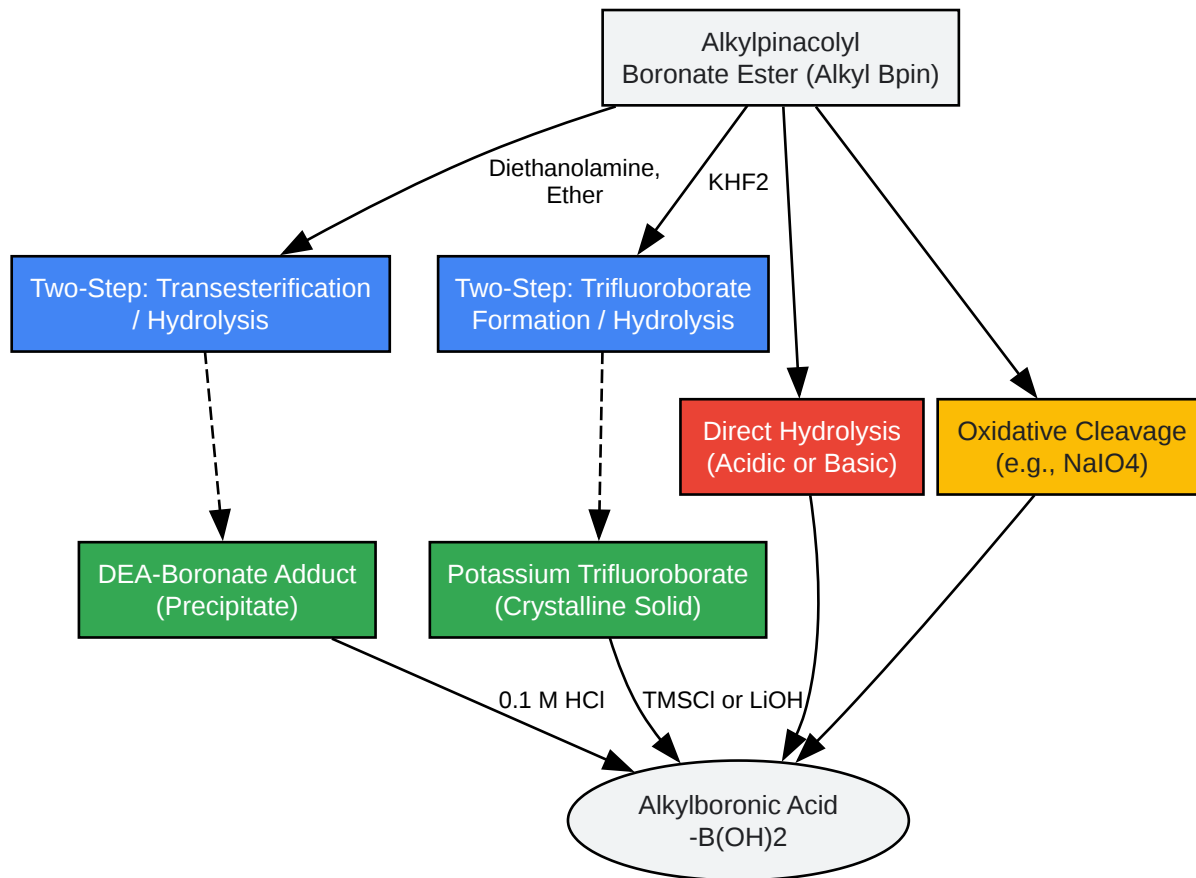 Alkylpinacolyl
Boronate Ester (Alkyl Bpin)
Diethanolamine,
Ether
KHF2
Two-Step: Transesterification
/ Hydrolysis
Two-Step: Trifluoroborate
Formation / Hydrolysis
Direct Hydrolysis
(Acidic or Basic)
Oxidative Cleavage
(e.g., NaIO4)
DEA-Boronate Adduct
(Precipitate)
Potassium Trifluoroborate
(Crystalline Solid)
0.1 M HCl
TMSCl or LiOH
Alkylboronic Acid
-B(OH)2